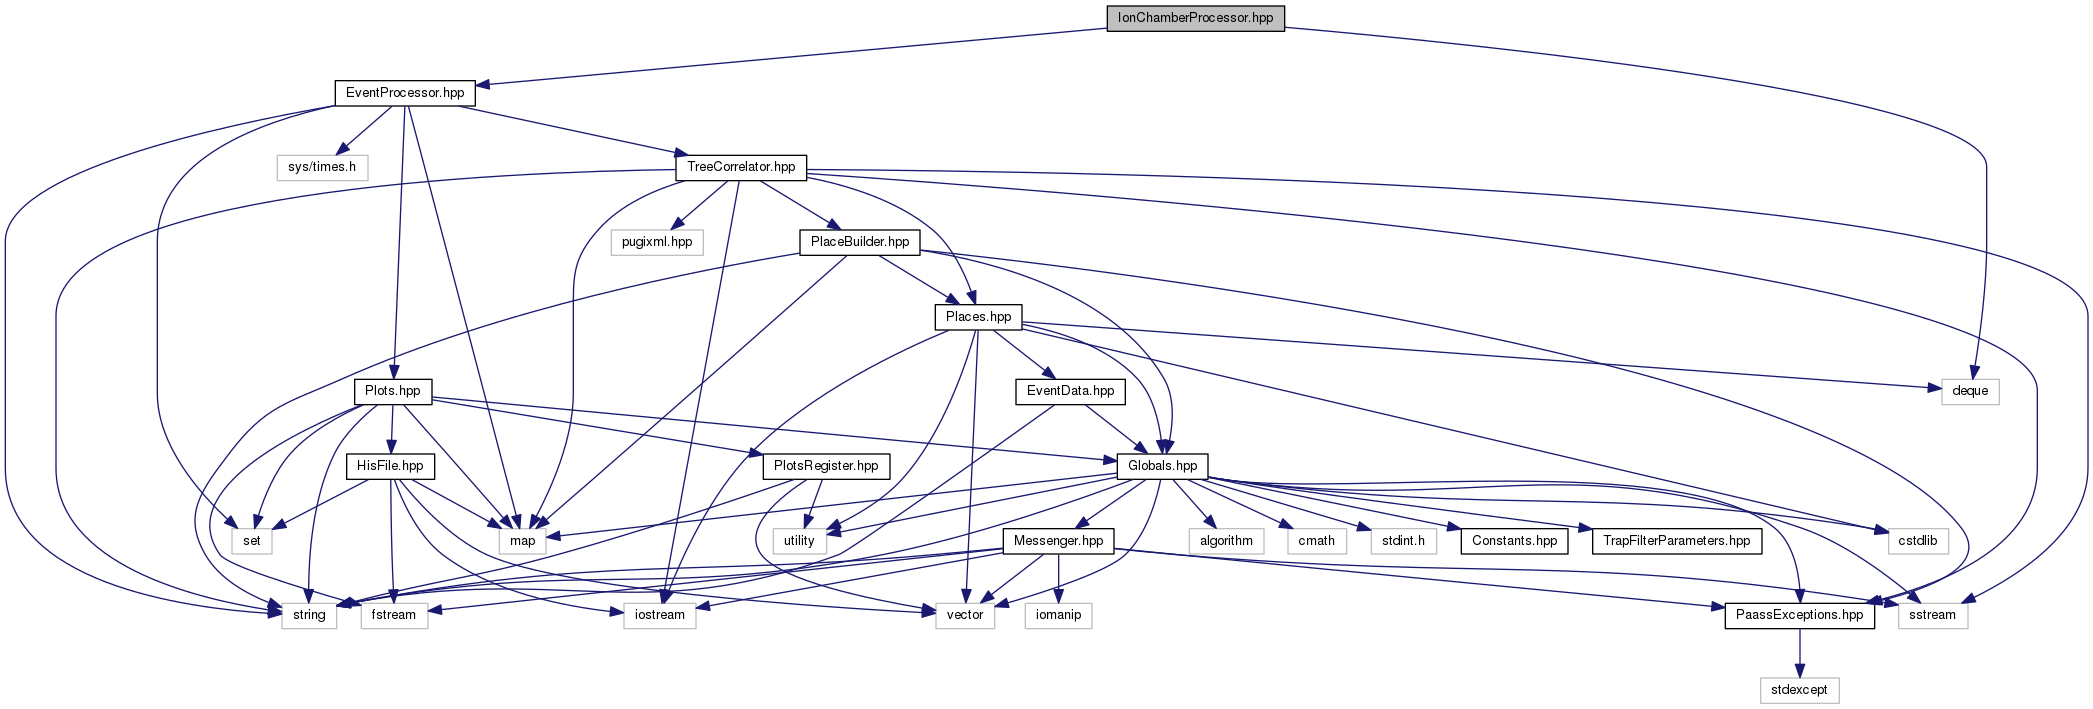 IonChamberProcessor.hpp
EventProcessor.hpp
sys/times.h
TreeCorrelator.hpp
pugixml.hpp
PlaceBuilder.hpp
Places.hpp
Plots.hpp
EventData.hpp
deque
HisFile.hpp
PlotsRegister.hpp
Globals.hpp
set
map
utility
Messenger.hpp
algorithm
cmath
stdint.h
Constants.hpp
TrapFilterParameters.hpp
cstdlib
string
fstream
iostream
vector
iomanip
PaassExceptions.hpp
sstream
stdexcept